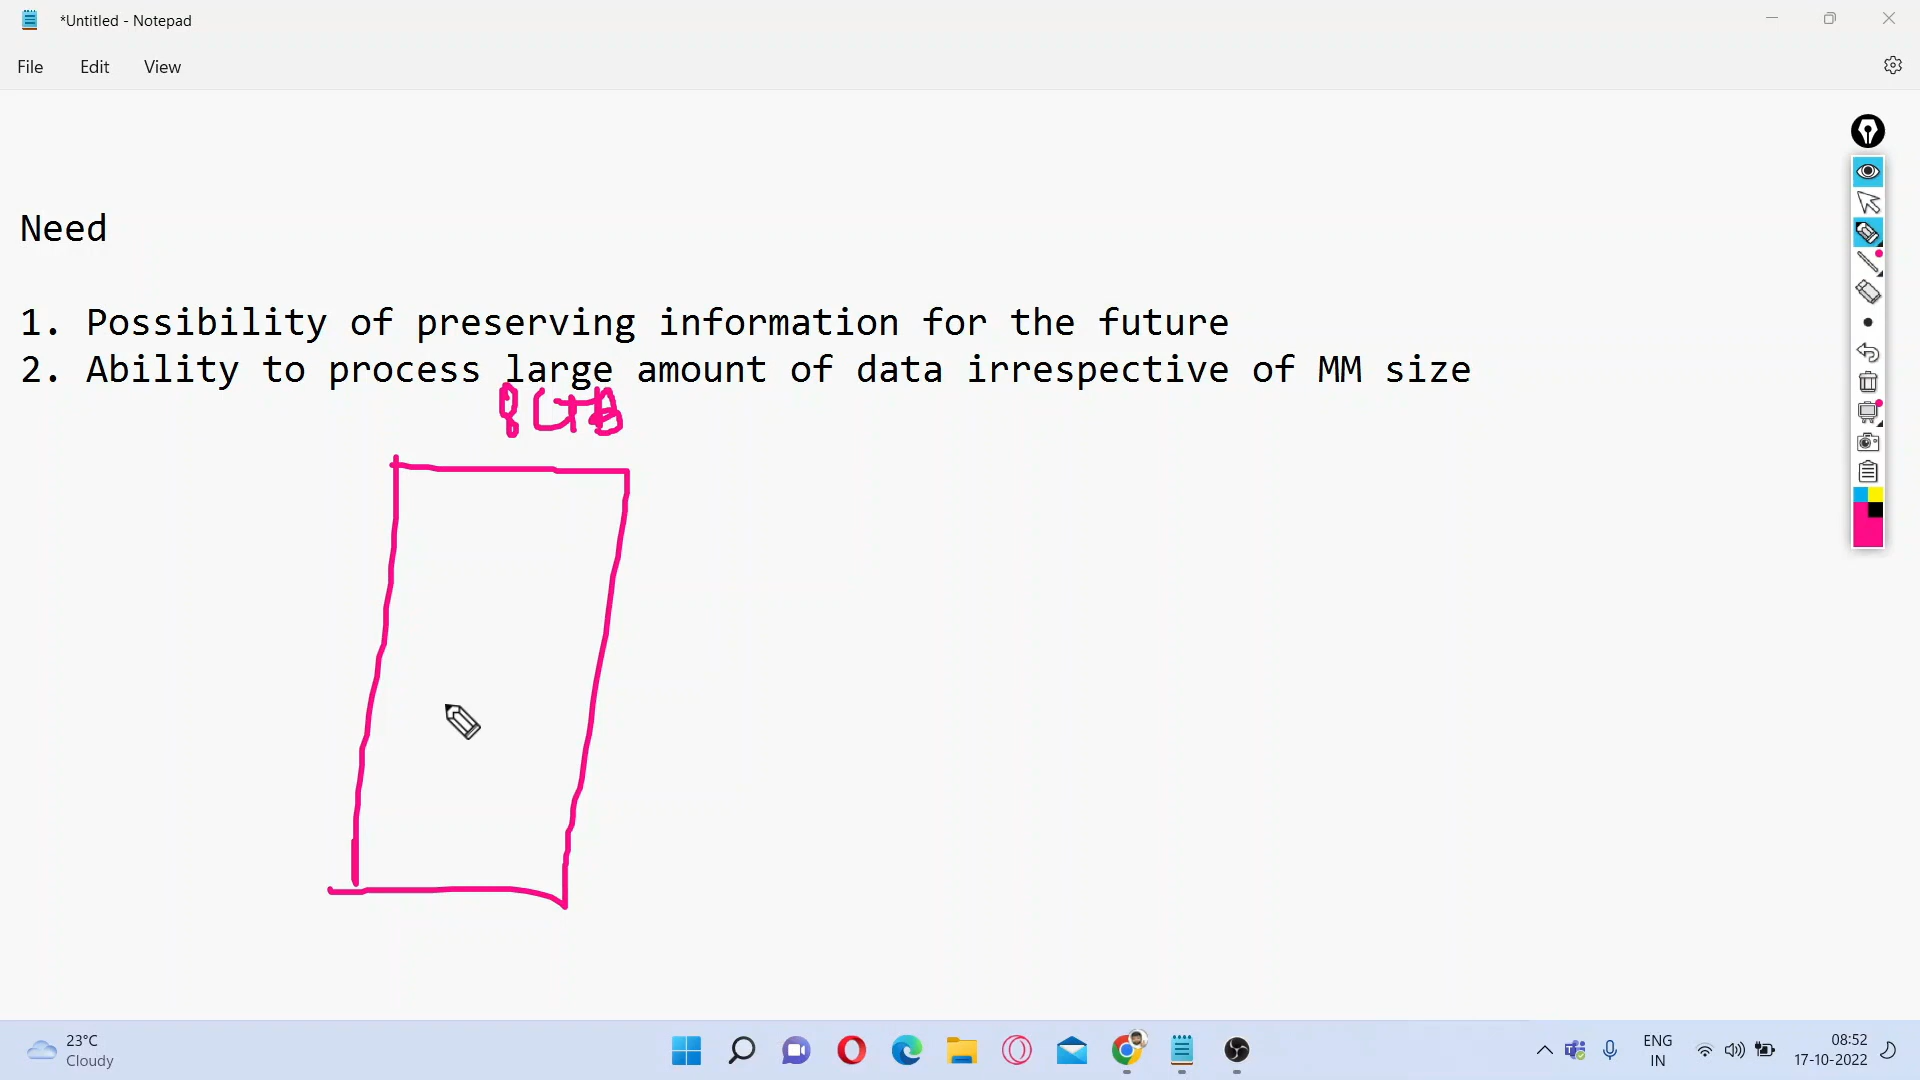 *Untitled - Notepad
File Edit View
Need
1. Possibility of preserving information for the future
2. Ability to process large amount of data irrespective of MM size
8 GB
23°C
Cloudy
ENG
IN
08:52
17-10-2022